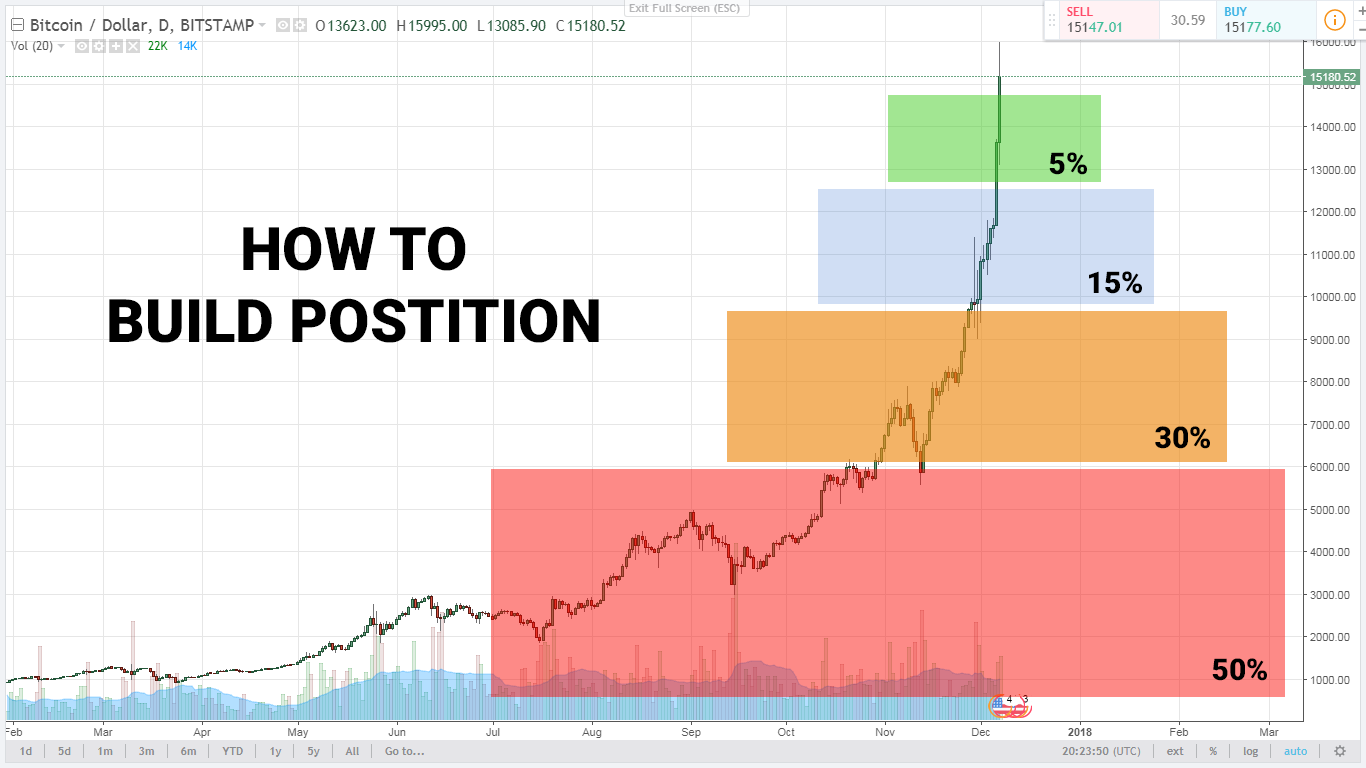 Exit Full Screen (ESC)
Bitcoin / Dollar, D, BITSTAMP O13623.00 H15995.00 L13085.90 C15180.52
Vol (20) 22K 14K
SELL
15147.01
30.59
BUY
15177.60
HOW TO
BUILD POSTITION
5%
15%
30%
50%
16000.00
15180.52
15000.00
14000.00
13000.00
12000.00
11000.00
10000.00
9000.00
8000.00
7000.00
6000.00
5000.00
4000.00
3000.00
2000.00
1000.00
4 3
Feb Mar Apr May Jun Jul Aug Sep Oct Nov Dec 2018 Feb Mar
1d 5d 1m 3m 6m YTD 1y 5y All Go to... 20:23:50 (UTC) ext % log auto